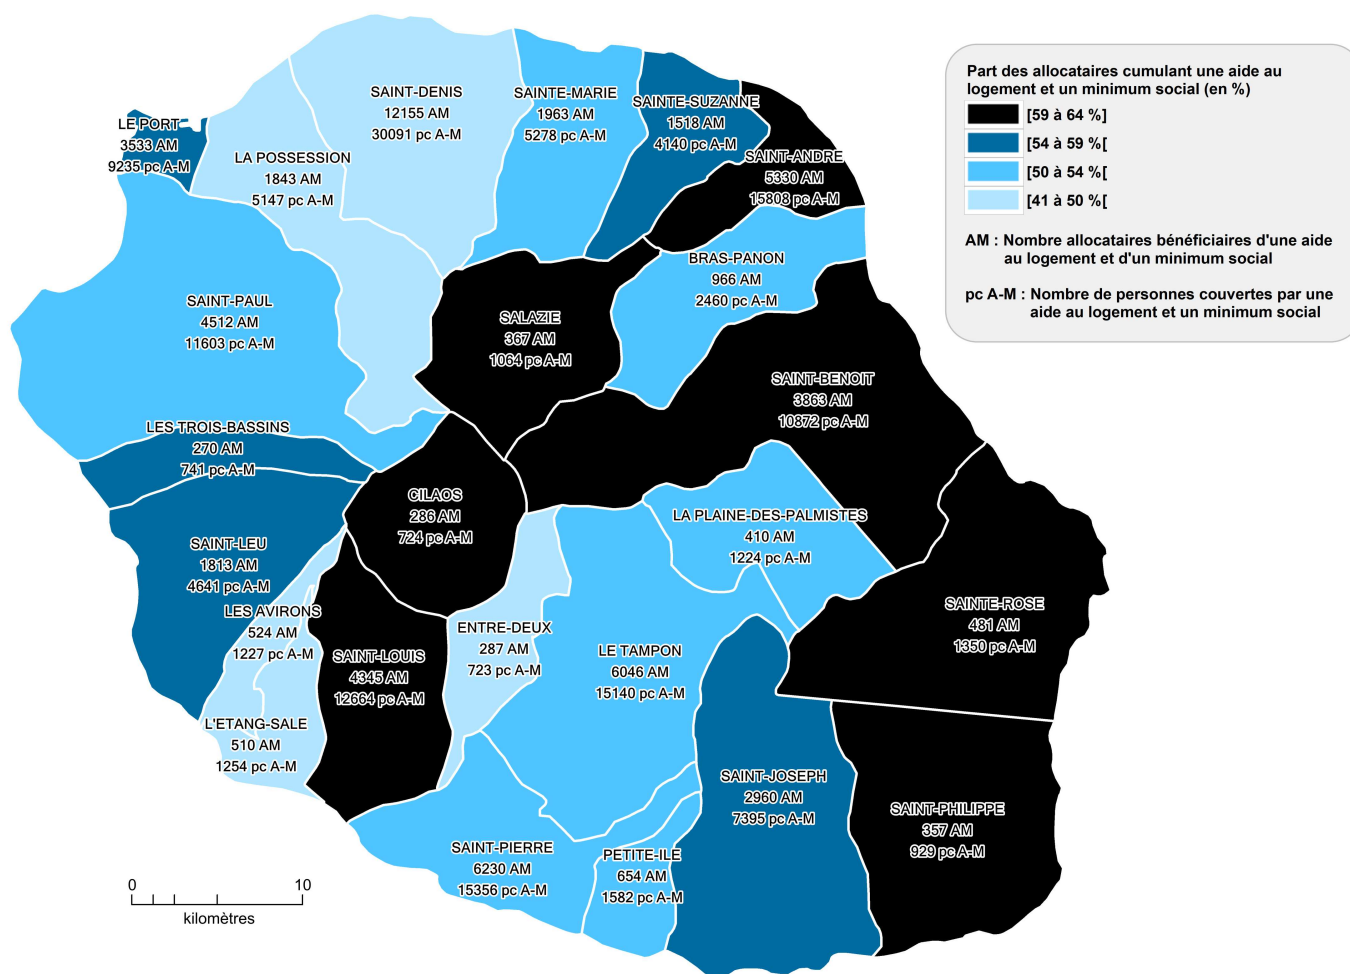 Part des allocataires cumulant une aide au
logement et un minimum social (en %)
[59 à 64 %]
[54 à 59 %[
[50 à 54 %[
[41 à 50 %[
AM : Nombre allocataires bénéficiaires d'une aide
au logement et d'un minimum social
pc A-M : Nombre de personnes couvertes par une
aide au logement et un minimum social
SAINT-DENIS
12155 AM
30091 pc A-M
SAINTE-MARIE
1963 AM
5278 pc A-M
SAINTE-SUZANNE
1518 AM
4140 pc A-M
LE PORT
3533 AM
9235 pc A-M
LA POSSESSION
1843 AM
5147 pc A-M
SAINT-ANDRE
5330 AM
15808 pc A-M
BRAS-PANON
966 AM
2460 pc A-M
SAINT-PAUL
4512 AM
11603 pc A-M
SALAZIE
367 AM
1064 pc A-M
SAINT-BENOIT
3863 AM
10872 pc A-M
LES TROIS-BASSINS
270 AM
741 pc A-M
CILAOS
286 AM
724 pc A-M
LA PLAINE-DES-PALMISTES
410 AM
1224 pc A-M
SAINT-LEU
1813 AM
4641 pc A-M
LES AVIRONS
524 AM
1227 pc A-M
SAINTE-ROSE
481 AM
1350 pc A-M
ENTRE-DEUX
287 AM
723 pc A-M
SAINT-LOUIS
4345 AM
12664 pc A-M
LE TAMPON
6046 AM
15140 pc A-M
L'ETANG-SALE
510 AM
1254 pc A-M
SAINT-JOSEPH
2960 AM
7395 pc A-M
SAINT-PHILIPPE
357 AM
929 pc A-M
SAINT-PIERRE
6230 AM
15356 pc A-M
PETITE-ILE
654 AM
1582 pc A-M
0 10
kilomètres